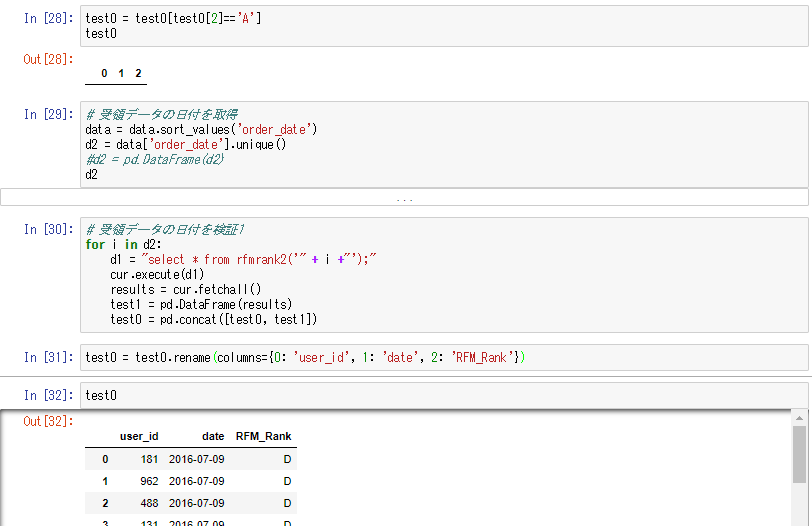 In [28]: test0 = test0[test0[2]=='A']
test0
Out[28]:
0 1 2
In [29]: # 受領データの日付を取得
data = data.sort_values('order_date')
d2 = data['order_date'].unique()
#d2 = pd.DataFrame(d2)
d2
...
In [30]: # 受領データの日付を検証1
for i in d2:
d1 = "select * from rfmrank2('" + i +"');"
cur.execute(d1)
results = cur.fetchall()
test1 = pd.DataFrame(results)
test0 = pd.concat([test0, test1])
In [31]: test0 = test0.rename(columns={0: 'user_id', 1: 'date', 2: 'RFM_Rank'})
In [32]: test0
Out[32]:
user_id date RFM_Rank
0 181 2016-07-09 D
1 962 2016-07-09 D
2 488 2016-07-09 D
3 131 2016-07-09 D